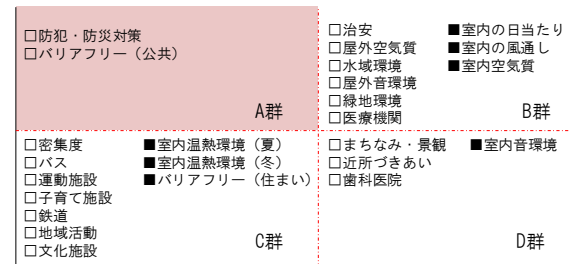 □防犯・防災対策
□バリアフリー（公共）
A群
□治安 ■室内の日当たり
□屋外空気質 ■室内の風通し
□水域環境 ■室内空気質
□屋外音環境
□緑地環境
□医療機関
B群
□密集度 ■室内温熱環境（夏）
□バス ■室内温熱環境（冬）
□運動施設 ■バリアフリー（住まい）
□子育て施設
□鉄道
□地域活動
□文化施設
C群
□まちなみ・景観 ■室内音環境
□近所づきあい
□歯科医院
D群